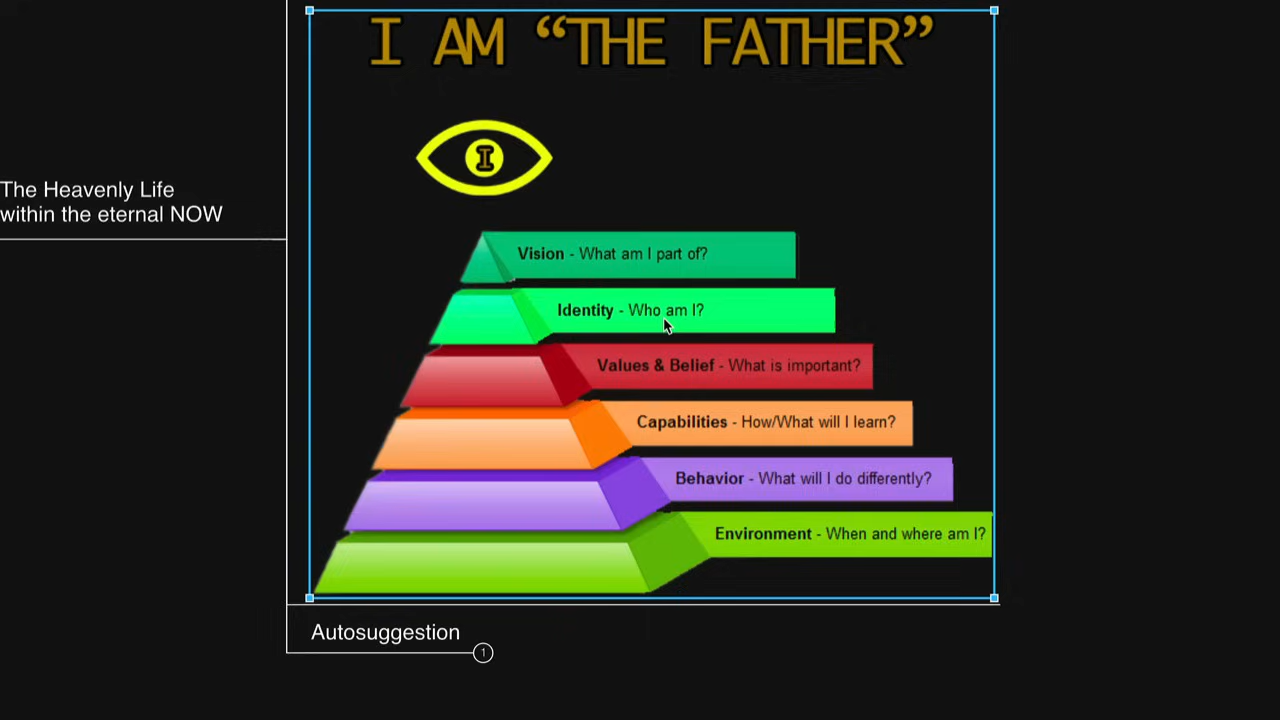 I AM “THE FATHER”
I
The Heavenly Life
within the eternal NOW
Vision - What am I part of?
Identity - Who am I?
Values & Belief - What is important?
Capabilities - How/What will I learn?
Behavior - What will I do differently?
Environment - When and where am I?
Autosuggestion
1